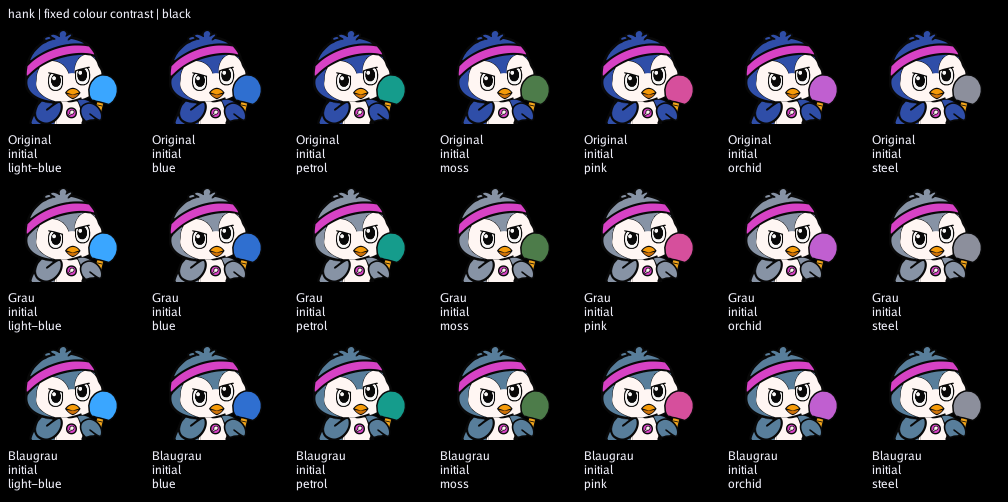 hank | fixed colour contrast | black
Original
initial
light-blue
Original
initial
blue
Original
initial
petrol
Original
initial
moss
Original
initial
pink
Original
initial
orchid
Original
initial
steel
Grau
initial
light-blue
Grau
initial
blue
Grau
initial
petrol
Grau
initial
moss
Grau
initial
pink
Grau
initial
orchid
Grau
initial
steel
Blaugrau
initial
light-blue
Blaugrau
initial
blue
Blaugrau
initial
petrol
Blaugrau
initial
moss
Blaugrau
initial
pink
Blaugrau
initial
orchid
Blaugrau
initial
steel